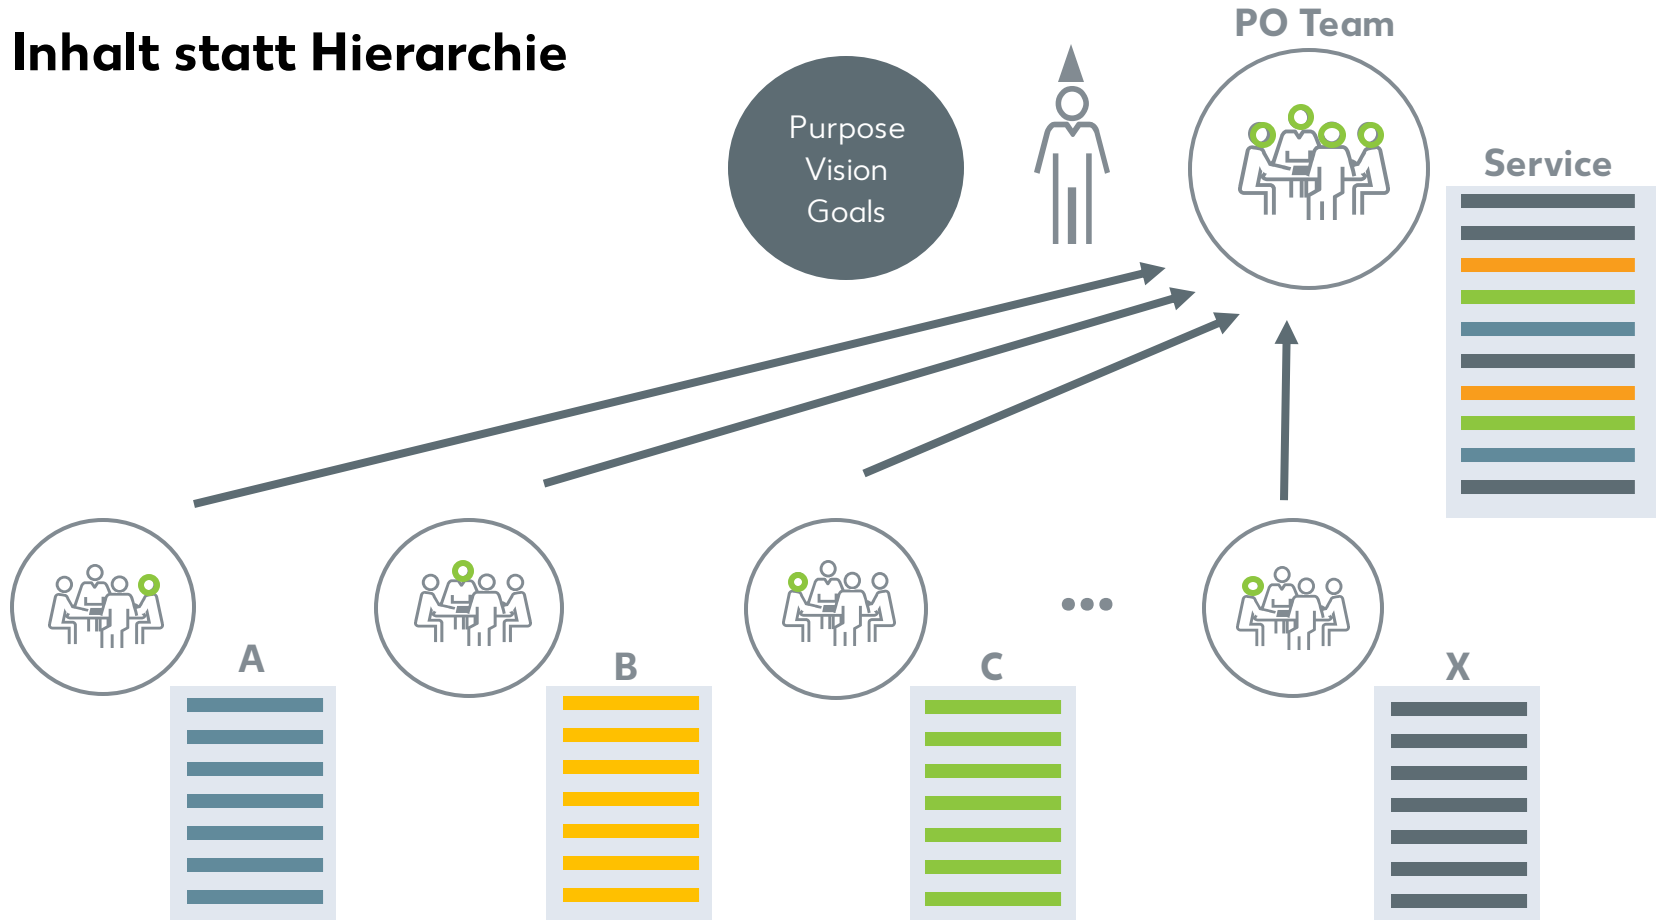 Inhalt statt Hierarchie
PO Team
Purpose
Vision
Goals
Service
A
B
C
...
X